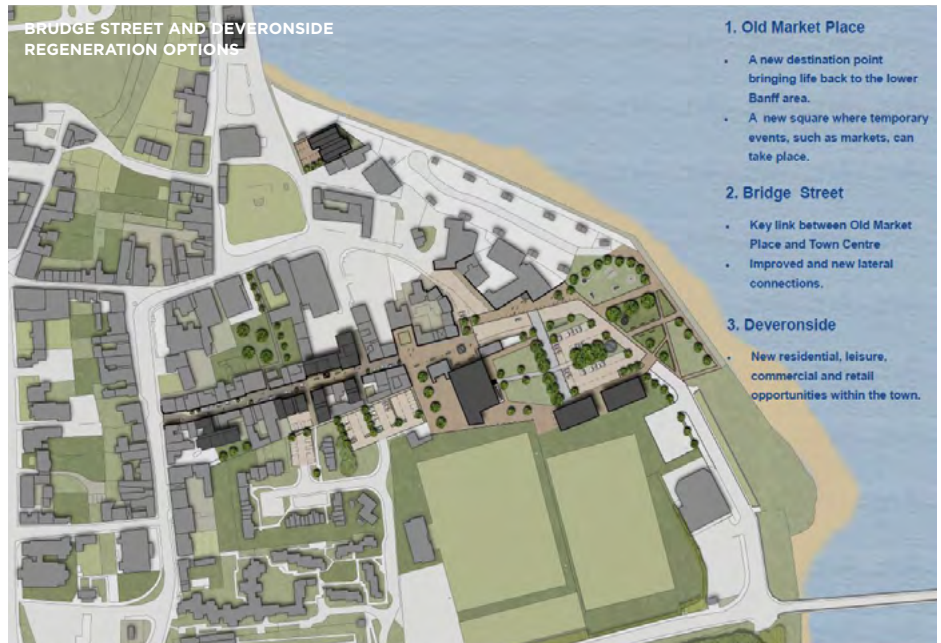 BRUDGE STREET AND DEVERONSIDE
REGENERATION OPTIONS
1. Old Market Place
• A new destination point
bringing life back to the lower
Banff area.
• A new square where temporary
events, such as markets, can
take place.
2. Bridge Street
• Key link between Old Market
Place and Town Centre
• Improved and new lateral
connections.
3. Deveronside
• New residential, leisure,
commercial and retail
opportunities within the town.